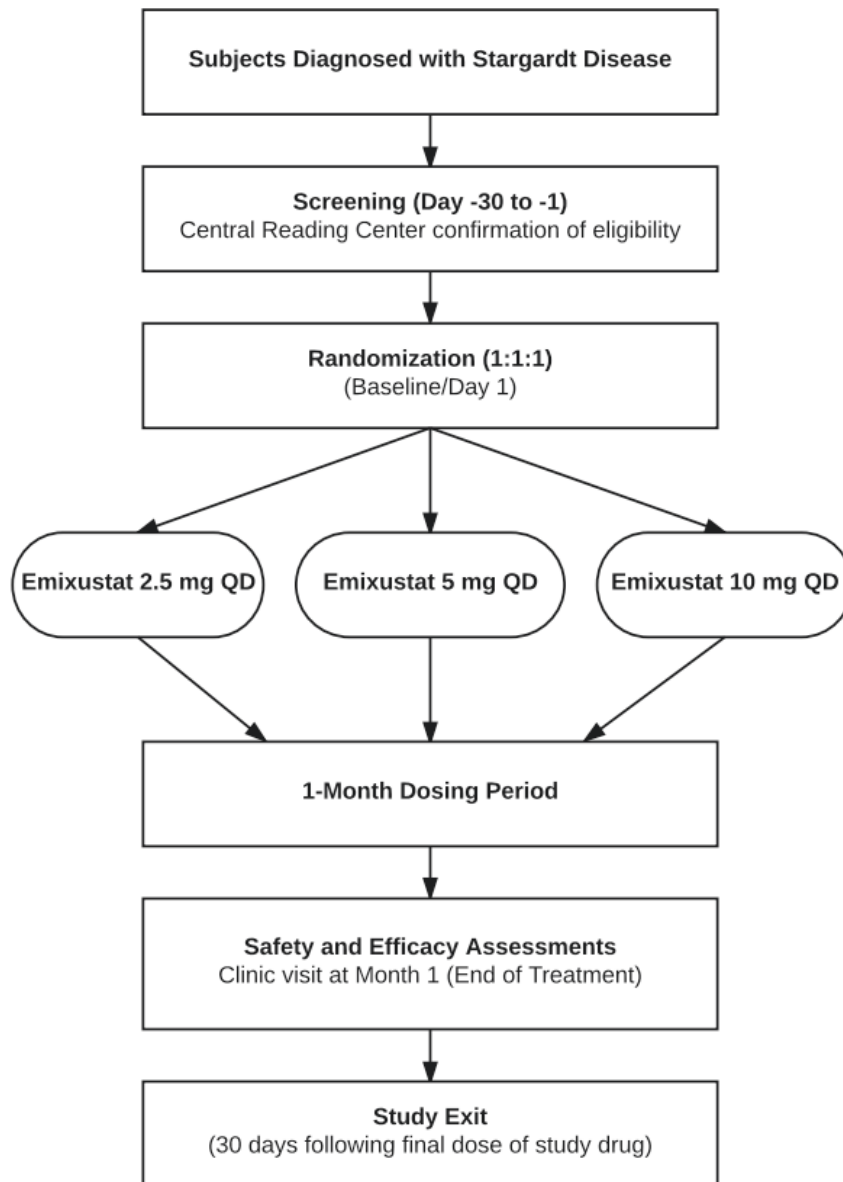 Subjects Diagnosed with Stargardt Disease
Screening (Day -30 to -1)
Central Reading Center confirmation of eligibility
Randomization (1:1:1)
(Baseline/Day 1)
Emixustat 2.5 mg QD
Emixustat 5 mg QD
Emixustat 10 mg QD
1-Month Dosing Period
Safety and Efficacy Assessments
Clinic visit at Month 1 (End of Treatment)
Study Exit
(30 days following final dose of study drug)